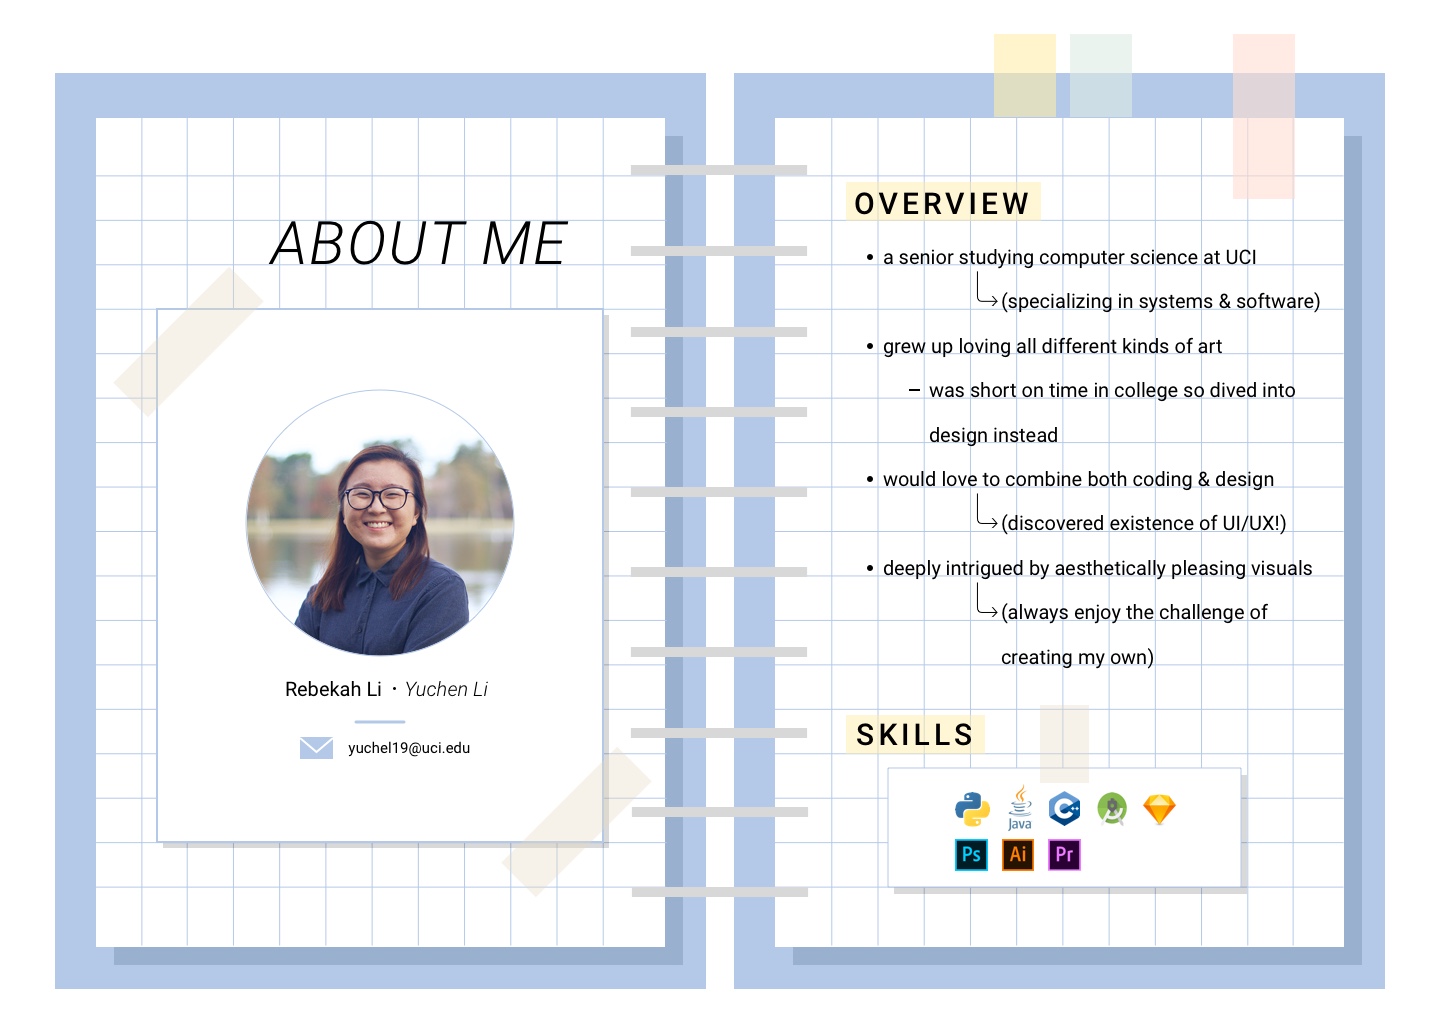 ABOUT ME
Rebekah Li · Yuchen Li
yuchel19@uci.edu
OVERVIEW
• a senior studying computer science at UCI
(specializing in systems & software)
• grew up loving all different kinds of art
– was short on time in college so dived into
design instead
• would love to combine both coding & design
(discovered existence of UI/UX!)
• deeply intrigued by aesthetically pleasing visuals
(always enjoy the challenge of
creating my own)
SKILLS
Java C++
Ps Ai Pr